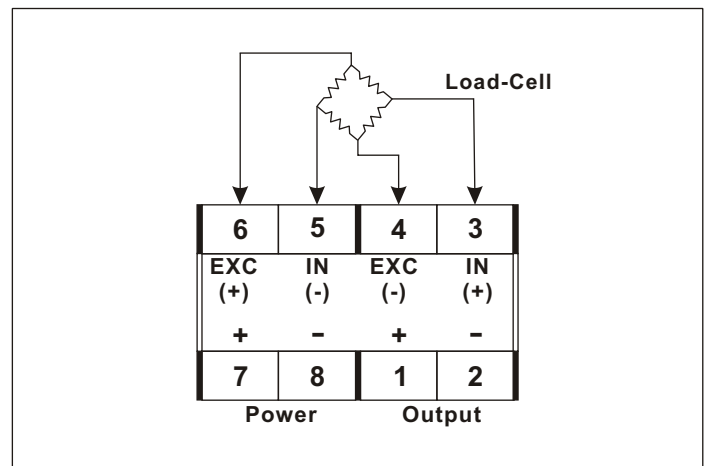 Load-Cell
6 5 4 3
EXC IN EXC IN
(+) (-) (-) (+)
+ - + -
7 8 1 2
Power Output